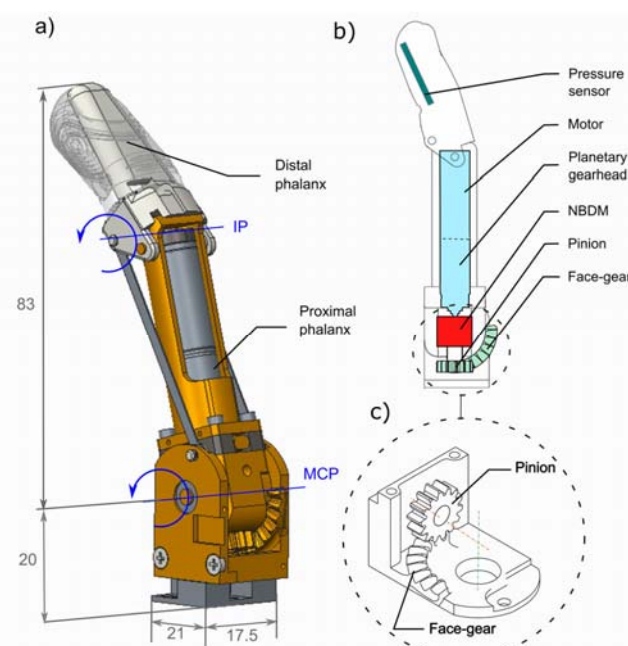 a)
Distal
phalanx
IP
83
Proximal
phalanx
MCP
20
21
17.5
b)
Pressure
sensor
Motor
Planetary
gearhead
NBDM
Pinion
Face-gear
c)
Pinion
Face-gear